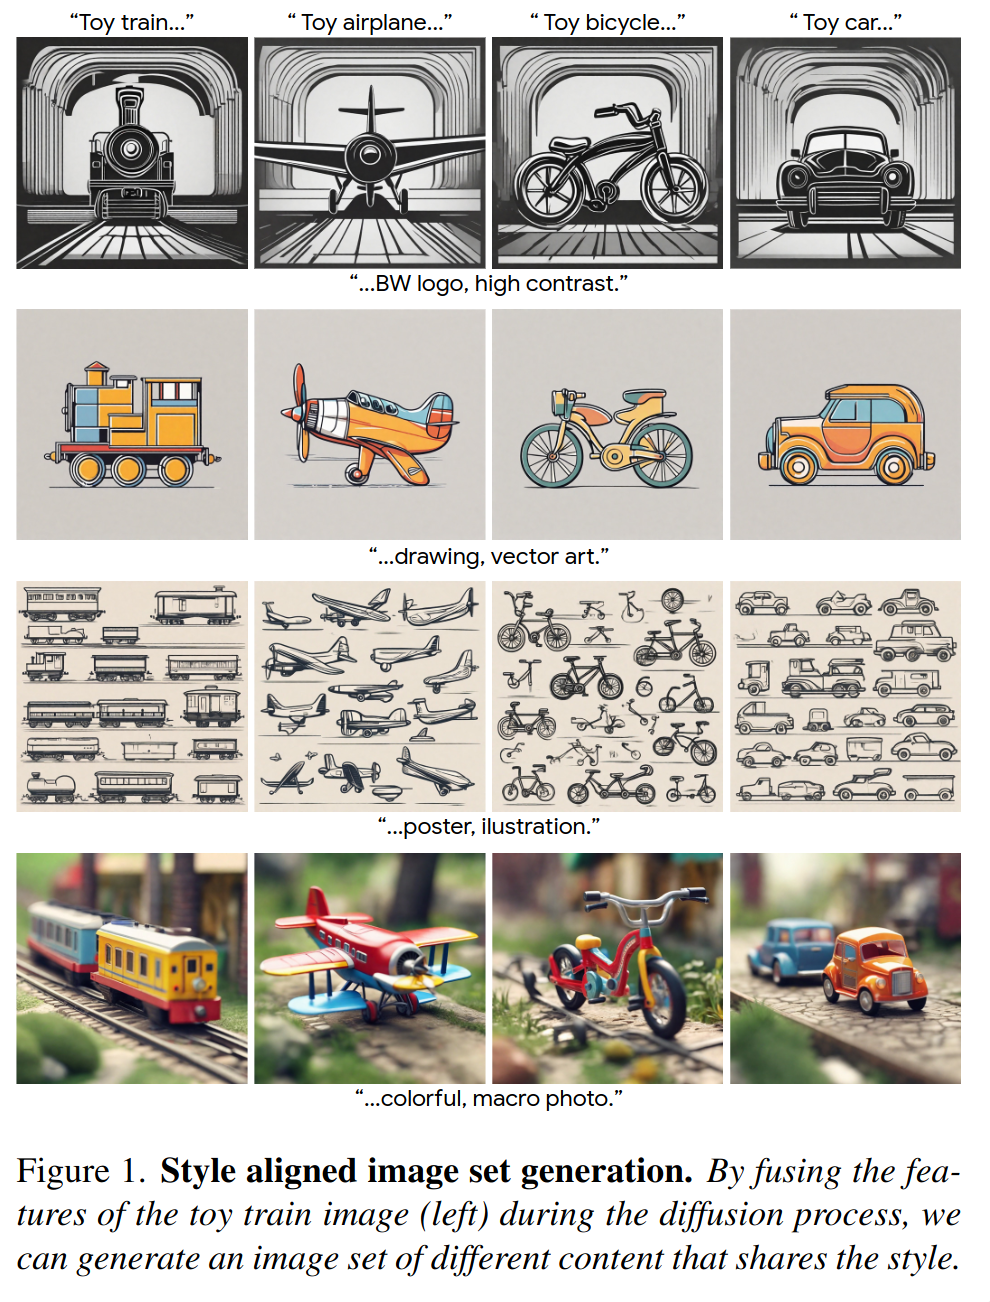 “Toy train...” “ Toy airplane...” “ Toy bicycle...” “ Toy car...”
“...BW logo, high contrast.”
“...drawing, vector art.”
“...poster, ilustration.”
“...colorful, macro photo.”
Figure 1. Style aligned image set generation. By fusing the fea-
tures of the toy train image (left) during the diffusion process, we
can generate an image set of different content that shares the style.